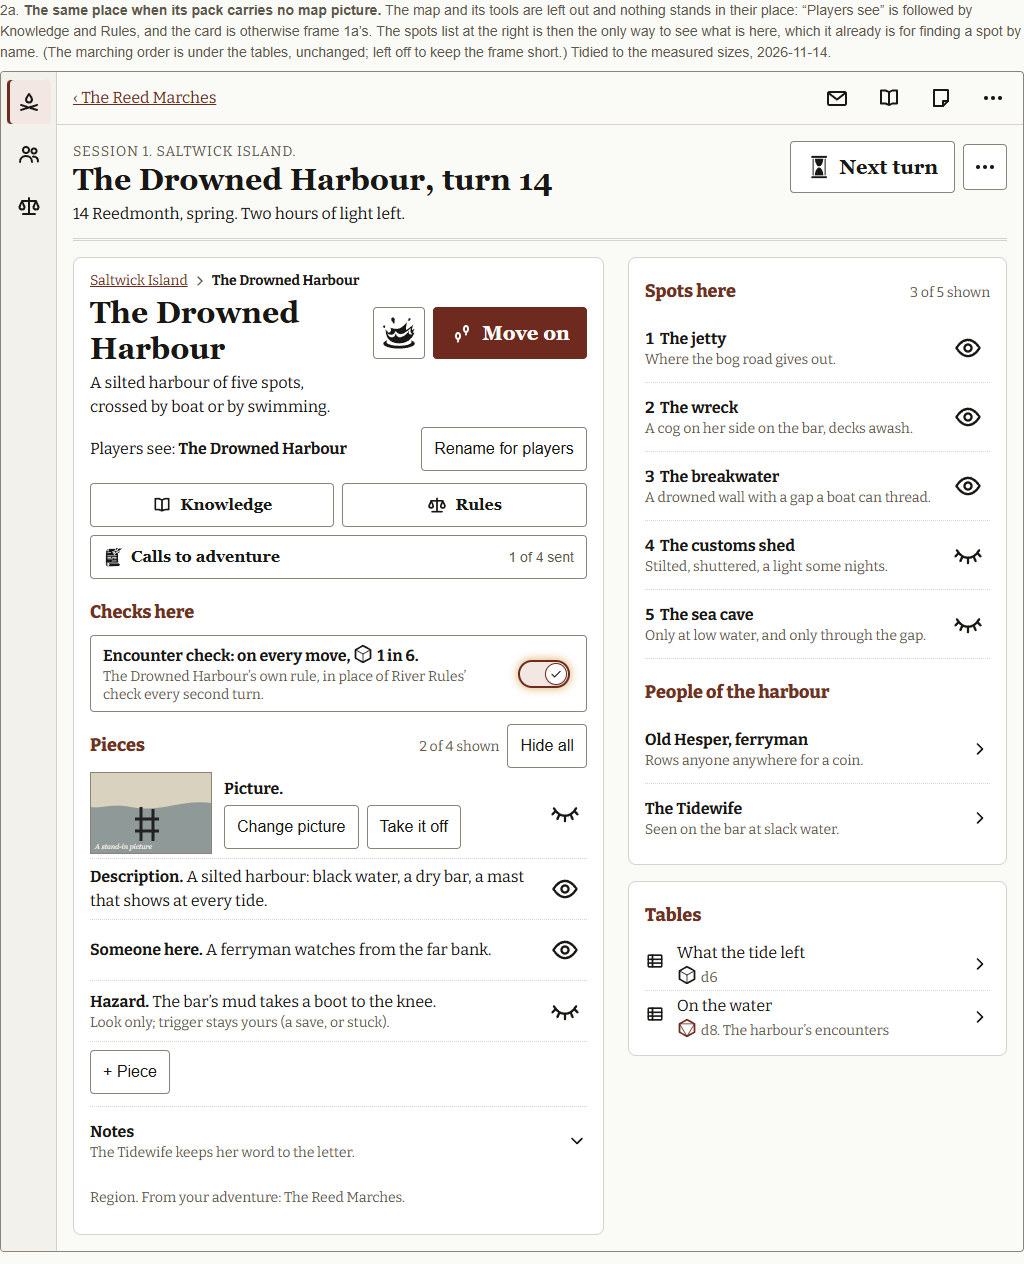 2a. The same place when its pack carries no map picture. The map and its tools are left out and nothing stands in their place: “Players see” is followed by
Knowledge and Rules, and the card is otherwise frame 1a’s. The spots list at the right is then the only way to see what is here, which it already is for finding a spot by
name. (The marching order is under the tables, unchanged; left off to keep the frame short.) Tidied to the measured sizes, 2026-11-14.
‹ The Reed Marches
SESSION 1. SALTWICK ISLAND.
The Drowned Harbour, turn 14
14 Reedmonth, spring. Two hours of light left.
Next turn
Saltwick Island > The Drowned Harbour
The Drowned
Harbour
Move on
A silted harbour of five spots,
crossed by boat or by swimming.
Players see: The Drowned Harbour
Rename for players
Knowledge
Rules
Calls to adventure
1 of 4 sent
Checks here
Encounter check: on every move, 1 in 6.
The Drowned Harbour’s own rule, in place of River Rules’
check every second turn.
Pieces
2 of 4 shown
Hide all
A stand-in picture
Picture.
Change picture
Take it off
Description. A silted harbour: black water, a dry bar, a mast
that shows at every tide.
Someone here. A ferryman watches from the far bank.
Hazard. The bar’s mud takes a boot to the knee.
Look only; trigger stays yours (a save, or stuck).
+ Piece
Notes
The Tidewife keeps her word to the letter.
Region. From your adventure: The Reed Marches.
Spots here
3 of 5 shown
1 The jetty
Where the bog road gives out.
2 The wreck
A cog on her side on the bar, decks awash.
3 The breakwater
A drowned wall with a gap a boat can thread.
4 The customs shed
Stilted, shuttered, a light some nights.
5 The sea cave
Only at low water, and only through the gap.
People of the harbour
Old Hesper, ferryman
Rows anyone anywhere for a coin.
The Tidewife
Seen on the bar at slack water.
Tables
What the tide left
d6
On the water
d8. The harbour’s encounters